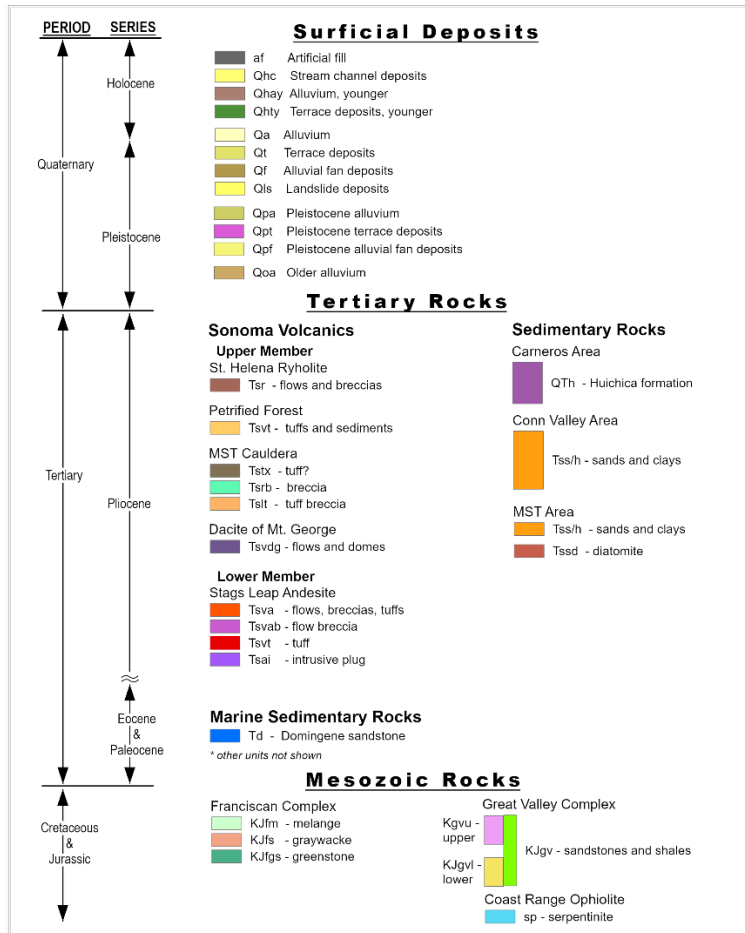 PERIOD SERIES
Surficial Deposits
af Artificial fill
Qhc Stream channel deposits
Holocene
Qhay Alluvium, younger
Qhty Terrace deposits, younger
Qa Alluvium
Qt Terrace deposits
Quaternary
Qf Alluvial fan deposits
Qls Landslide deposits
Qpa Pleistocene alluvium
Qpt Pleistocene terrace deposits
Pleistocene
Qpf Pleistocene alluvial fan deposits
Qoa Older alluvium
Tertiary Rocks
Sonoma Volcanics
Upper Member
St. Helena Ryholite
Tsr - flows and breccias
Petrified Forest
Tsvt - tuffs and sediments
MST Cauldera
Tstx - tuff?
Tsrb - breccia
Tslt - tuff breccia
Tertiary
Pliocene
Dacite of Mt. George
Tsvdg - flows and domes
Lower Member
Stags Leap Andesite
Tsva - flows, breccias, tuffs
Tsvab - flow breccia
Tsvt - tuff
Tsai - intrusive plug
Sedimentary Rocks
Carneros Area
QTh - Huichica formation
Conn Valley Area
Tss/h - sands and clays
MST Area
Tss/h - sands and clays
Tssd - diatomite
Eocene
&
Paleocene
Marine Sedimentary Rocks
Td - Domingene sandstone
* other units not shown
Mesozoic Rocks
Cretaceous
&
Jurassic
Franciscan Complex
KJfm - melange
KJfs - graywacke
KJfgs - greenstone
Great Valley Complex
Kgvu -
upper
KJgv - sandstones and shales
KJgvl -
lower
Coast Range Ophiolite
sp - serpentinite